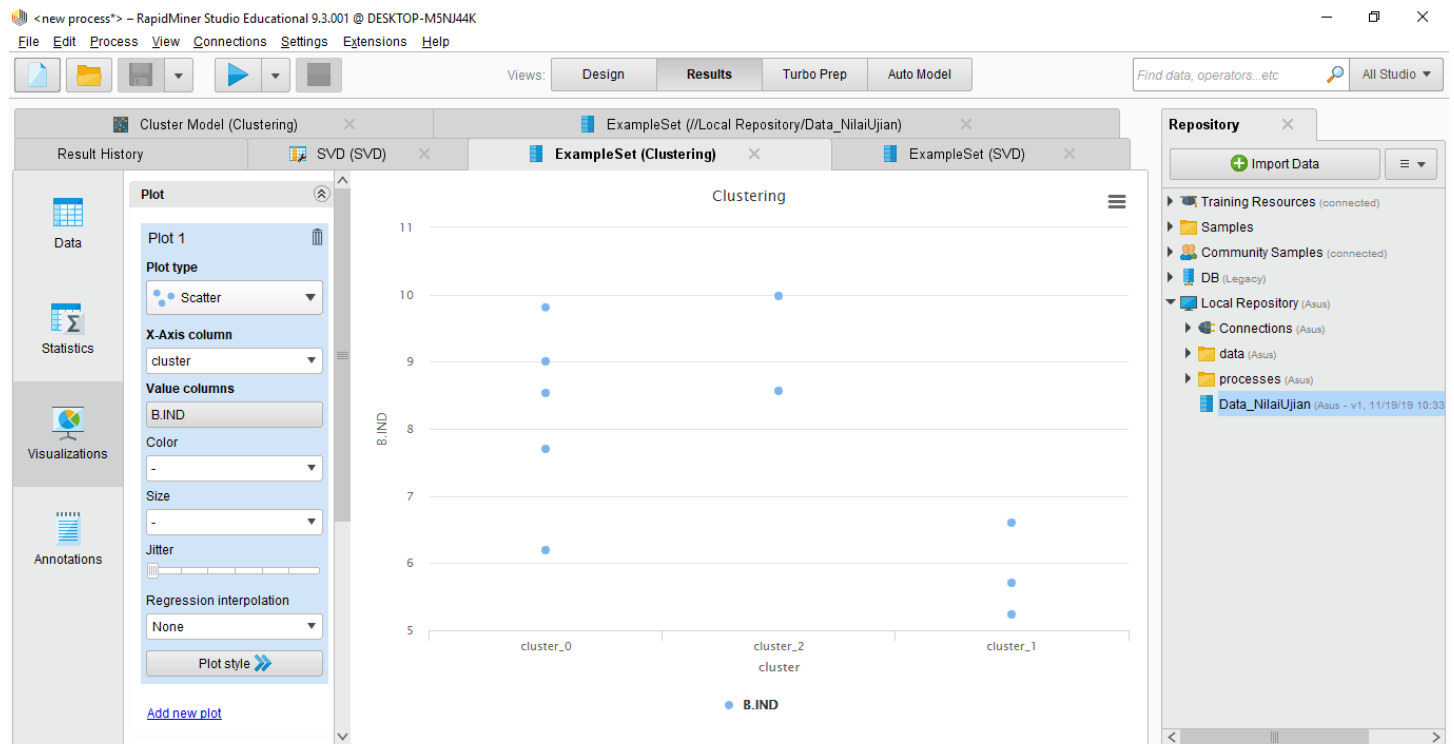 <new process*> – RapidMiner Studio Educational 9.3.001 @ DESKTOP-M5NJ44K
File Edit Process View Connections Settings Extensions Help
Views: Design Results Turbo Prep Auto Model
Find data, operators...etc
All Studio
Cluster Model (Clustering)
ExampleSet (//Local Repository/Data_NilaiUjian)
Result History
SVD (SVD)
ExampleSet (Clustering)
ExampleSet (SVD)
Data
Statistics
Visualizations
Annotations
Plot
Plot 1
Plot type
Scatter
X-Axis column
cluster
Value columns
B.IND
Color
-
Size
-
Jitter
Regression interpolation
None
Plot style
Add new plot
Clustering
11
10
9
8
7
6
5
B.IND
cluster_0 cluster_2 cluster_1
cluster
B.IND
Repository
Import Data
Training Resources (connected)
Samples
Community Samples (connected)
DB (Legacy)
Local Repository (Asus)
Connections (Asus)
data (Asus)
processes (Asus)
Data_NilaiUjian (Asus - v1, 11/19/19 10:33